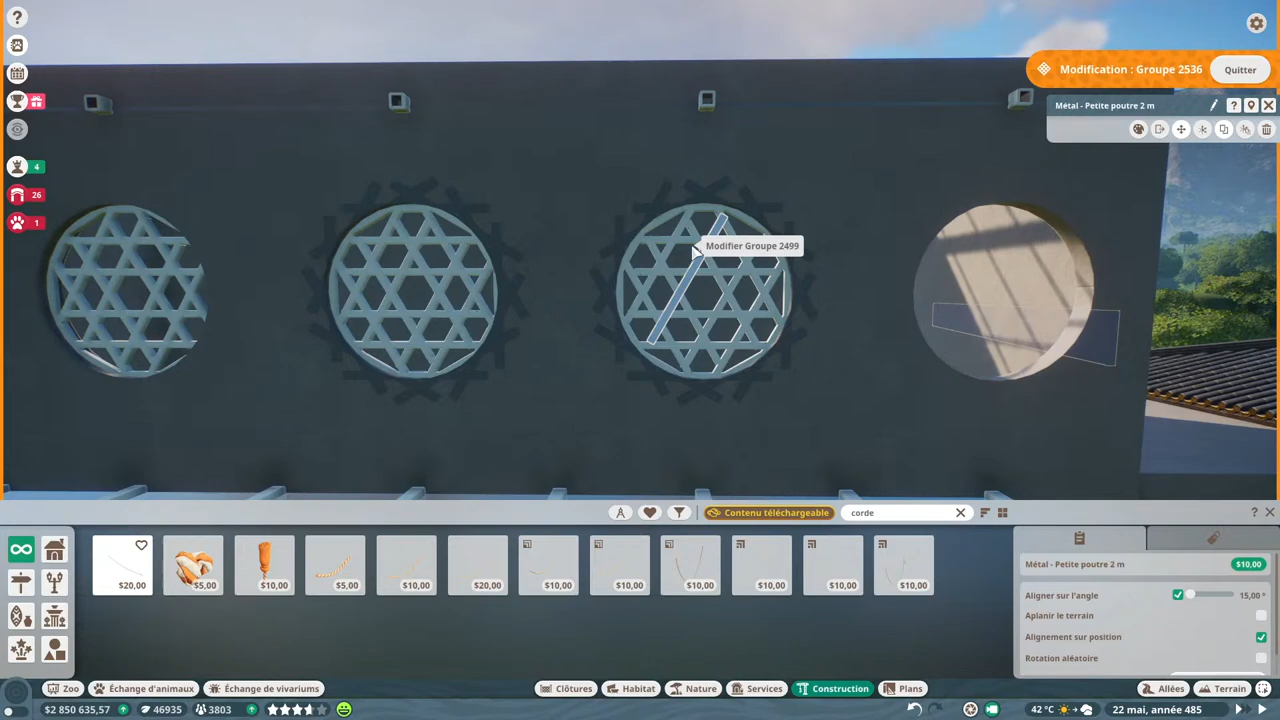 ?
Modification : Groupe 2536
Quitter
Métal - Petite poutre 2 m
?
4
26
1
Modifier Groupe 2499
Contenu téléchargeable
corde
?
$20,00
$5,00
$10,00
$5,00
$10,00
$20,00
$10,00
$10,00
$10,00
$10,00
$10,00
$10,00
Métal - Petite poutre 2 m
$10,00
Aligner sur l'angle
15,00 °
Aplanir le terrain
Alignement sur position
Rotation aléatoire
Zoo
Échange d'animaux
Échange de vivariums
Clôtures
Habitat
Nature
Services
Construction
Plans
Allées
Terrain
$2 850 635,57
46935
3803
42 °C
22 mai, année 485